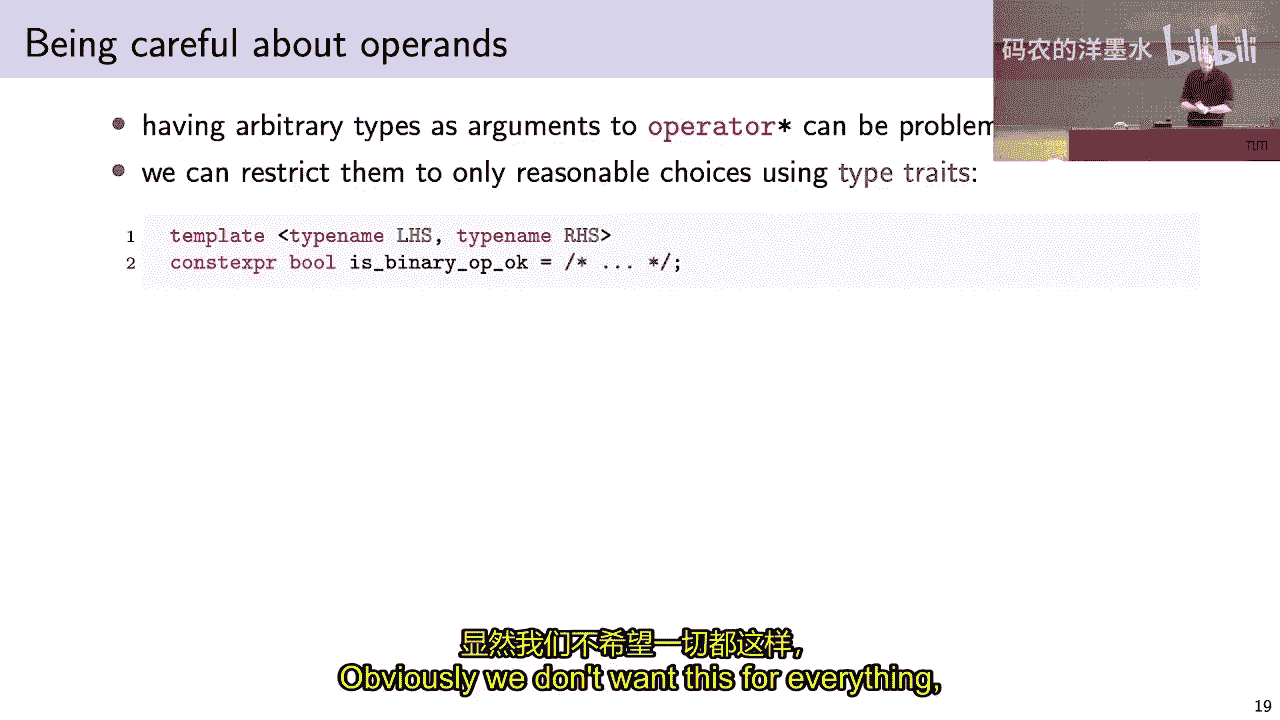 Being careful about operands
码农的洋墨水 bilibili
having arbitrary types as arguments to operator* can be problem
we can restrict them to only reasonable choices using type traits:
1 template <typename LHS, typename RHS>
2 constexpr bool is_binary_op_ok = /* ... */;
显然我们不希望一切都这样,
Obviously we don't want this for everything,
19